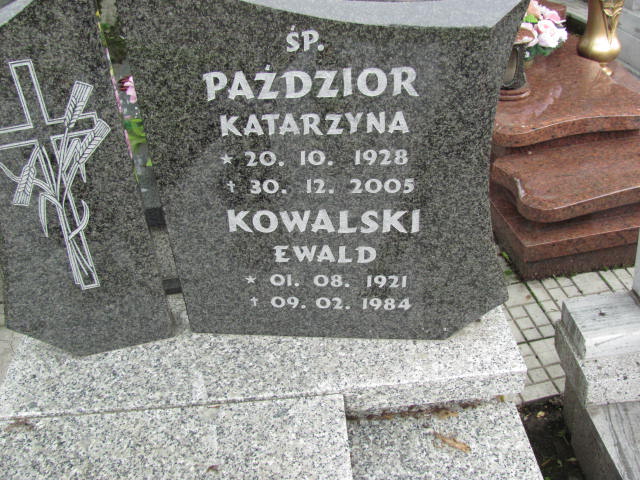 ŚP.
PAŹDZIOR
KATARZYNA
* 20. 10. 1928
† 30. 12. 2005
KOWALSKI
EWALD
* 01. 08. 1921
† 09. 02. 1984